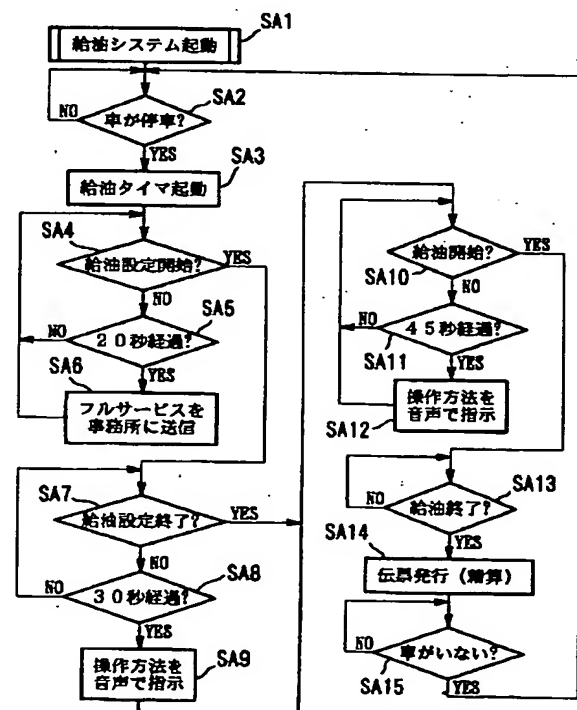 SA1
給油システム起動
SA2
車が停車?
NO
YES
SA3
給油タイマ起動
SA4
給油設定開始?
YES
NO
SA5
20秒経過?
NO
YES
SA6
フルサービスを
事務所に送信
SA7
給油設定終了?
YES
NO
SA8
30秒経過?
NO
YES
SA9
操作方法を
音声で指示
給油開始?
YES
SA10
NO
45秒経過?
NO
SA11
YES
操作方法を
音声で指示
SA12
SA13
給油終了?
NO
YES
SA14
伝票発行(精算)
車がいない?
NO
SA15
YES